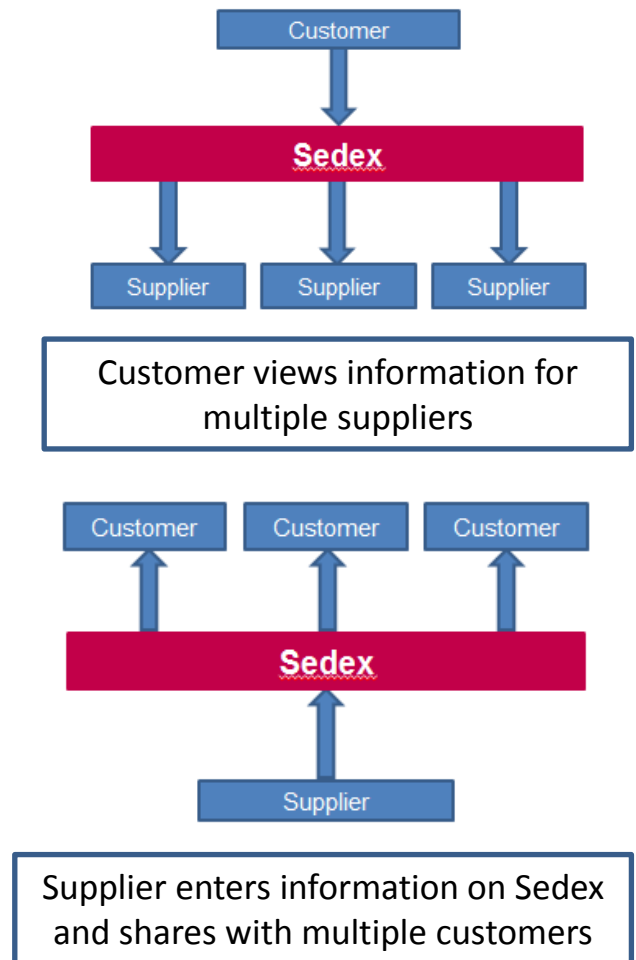 Customer
Sedex
Supplier Supplier Supplier
Customer views information for
multiple suppliers
Customer Customer Customer
Sedex
Supplier
Supplier enters information on Sedex
and shares with multiple customers